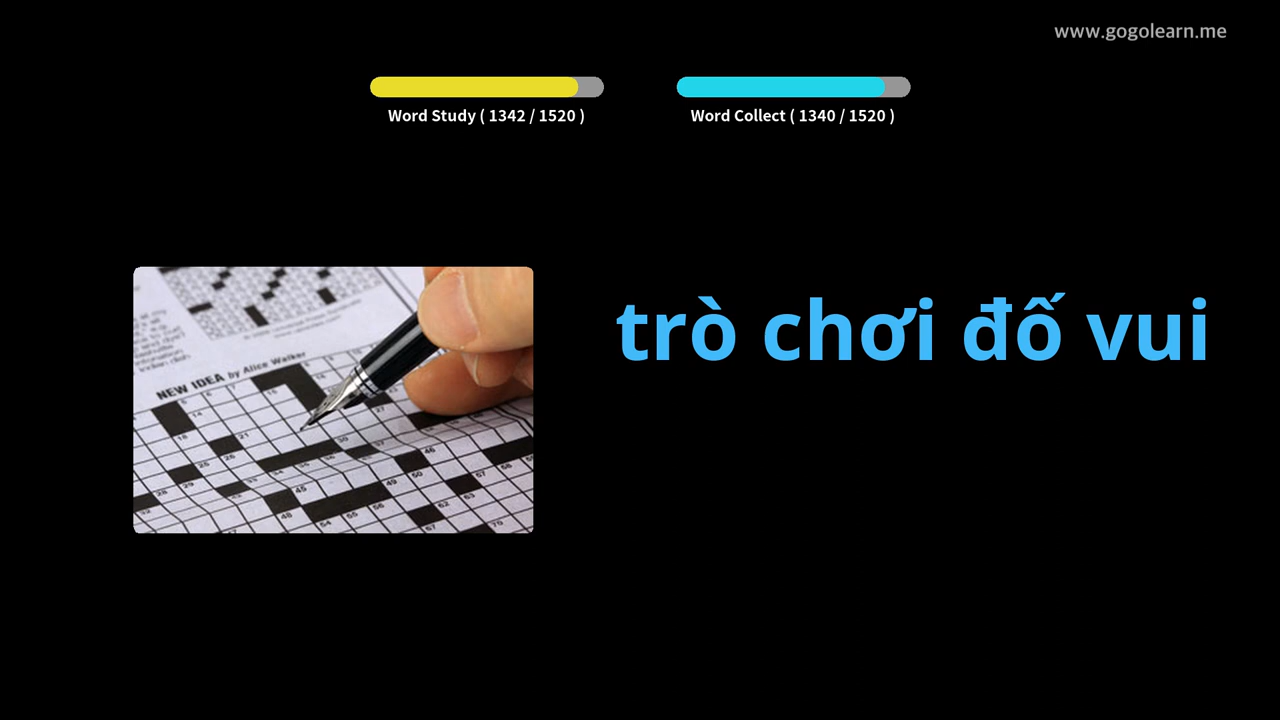 www.gogolearn.me
Word Study ( 1342 / 1520 )
Word Collect ( 1340 / 1520 )
trò chơi đố vui
NEW IDEA by Alice Walker